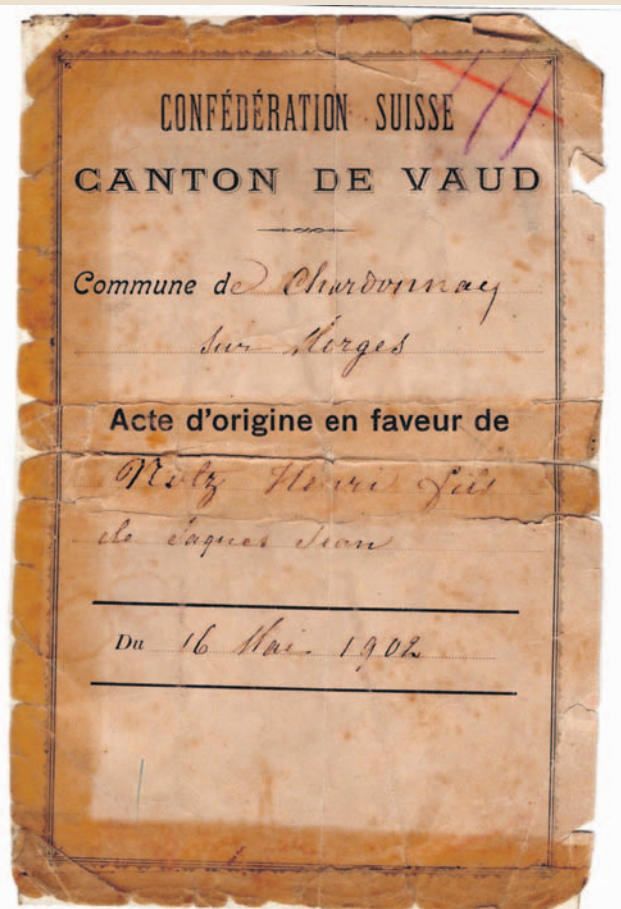 CONFÉDÉRATION SUISSE
CANTON DE VAUD
Commune de Chardonnay
sur Morges
Acte d'origine en faveur de
Henri fils
de Jaques Jean
Du 16 Mai 1902